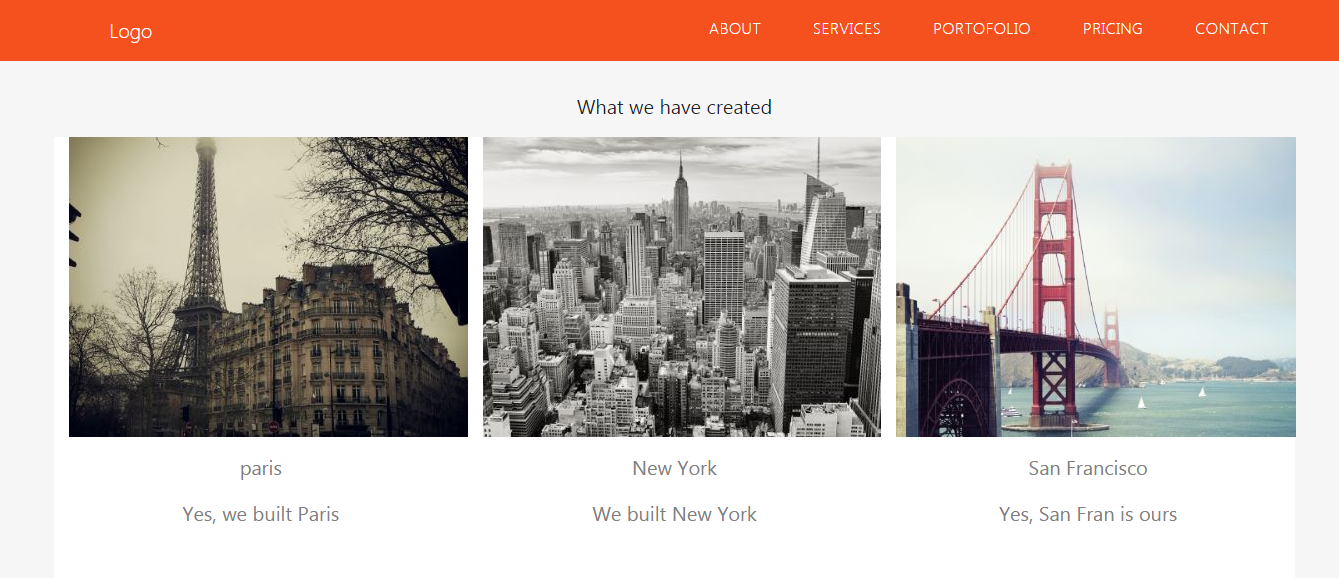 Logo
ABOUT SERVICES PORTOFOLIO PRICING CONTACT
What we have created
paris
Yes, we built Paris
New York
We built New York
San Francisco
Yes, San Fran is ours